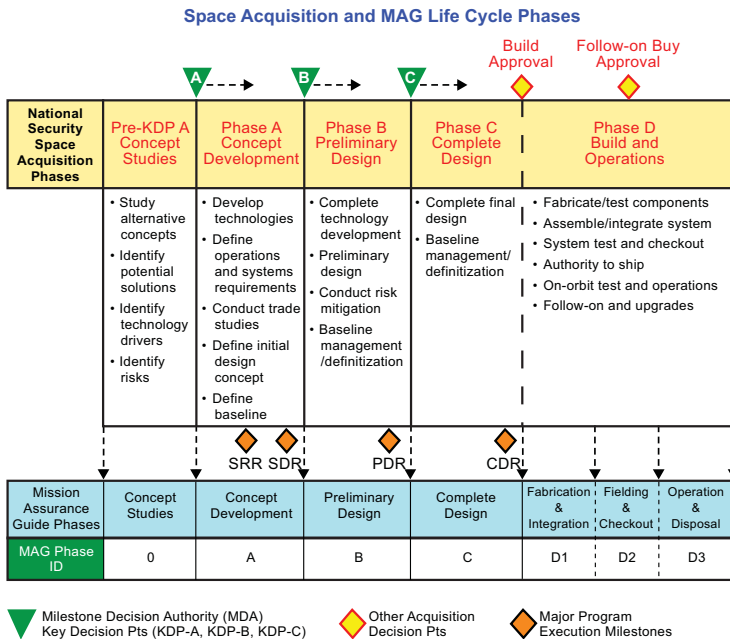 Space Acquisition and MAG Life Cycle Phases
A
B
C
Build
Approval
Follow-on Buy
Approval
National
Security
Space
Acquisition
Phases
Pre-KDP A
Concept
Studies
Phase A
Concept
Development
Phase B
Preliminary
Design
Phase C
Complete
Design
Phase D
Build and
Operations
• Study
alternative
concepts
• Identify
potential
solutions
• Identify
technology
drivers
• Identify
risks
• Develop
technologies
• Define
operations
and systems
requirements
• Conduct trade
studies
• Define initial
design
concept
• Define
baseline
• Complete
technology
development
• Preliminary
design
• Conduct risk
mitigation
• Baseline
management
/definitization
• Complete final
design
• Baseline
management/
definitization
• Fabricate/test components
• Assemble/integrate system
• System test and checkout
• Authority to ship
• On-orbit test and operations
• Follow-on and upgrades
SRR
SDR
PDR
CDR
Mission
Assurance
Guide Phases
Concept
Studies
Concept
Development
Preliminary
Design
Complete
Design
Fabrication
&
Integration
Fielding
&
Checkout
Operation
&
Disposal
MAG Phase
ID
0
A
B
C
D1
D2
D3
Milestone Decision Authority (MDA)
Key Decision Pts (KDP-A, KDP-B, KDP-C)
Other Acquisition
Decision Pts
Major Program
Execution Milestones